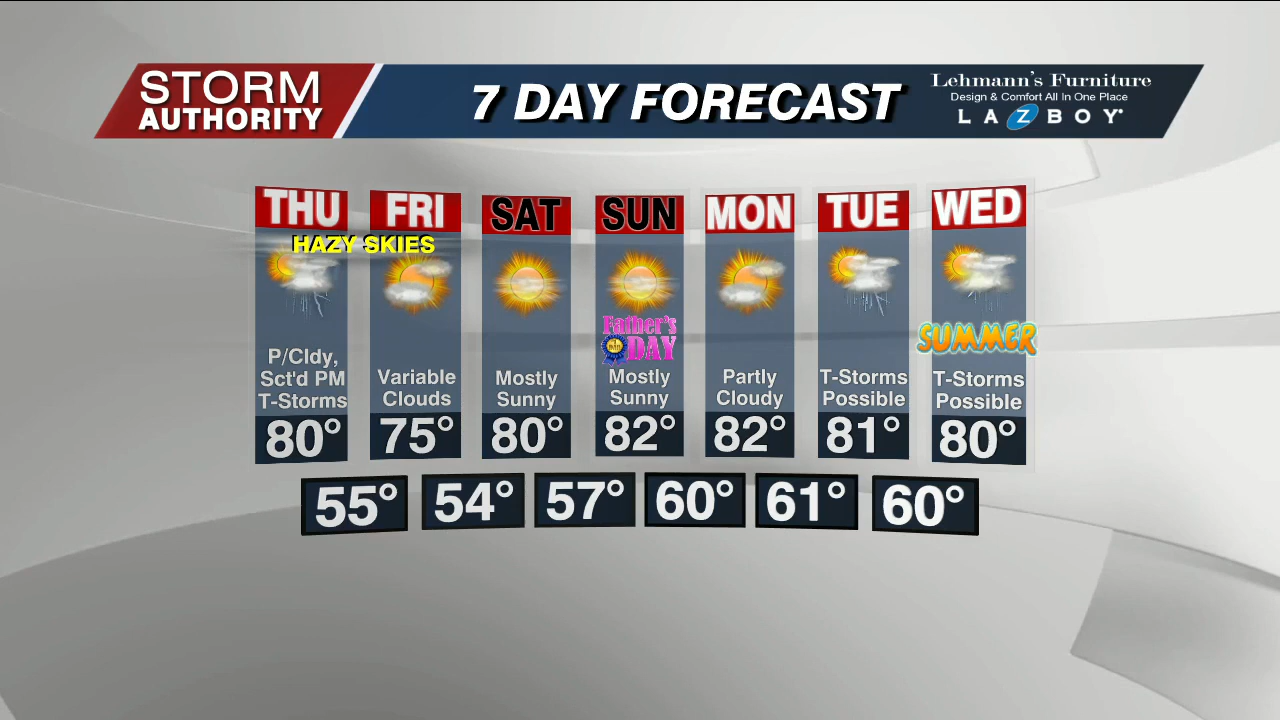 STORM
AUTHORITY
7 DAY FORECAST
Lehmann's Furniture
Design & Comfort All In One Place
LA Z BOY
THU
FRI
SAT
SUN
MON
TUE
WED
HAZY SKIES
Father's
DAY
SUMMER
P/Cldy,
Sct'd PM
T-Storms
Variable
Clouds
Mostly
Sunny
Mostly
Sunny
Partly
Cloudy
T-Storms
Possible
T-Storms
Possible
80°
75°
80°
82°
82°
81°
80°
55°
54°
57°
60°
61°
60°